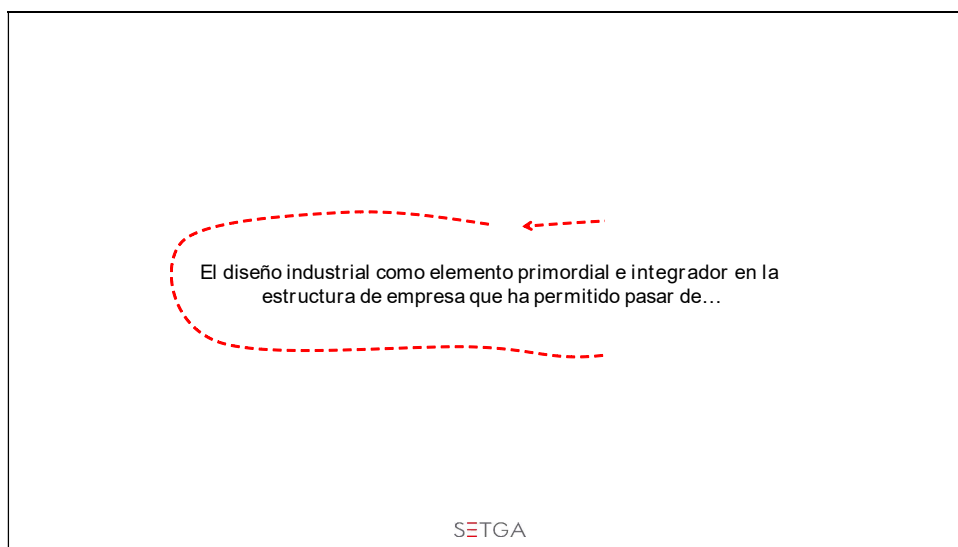 El diseño industrial como elemento primordial e integrador en la
estructura de empresa que ha permitido pasar de…
SETGA